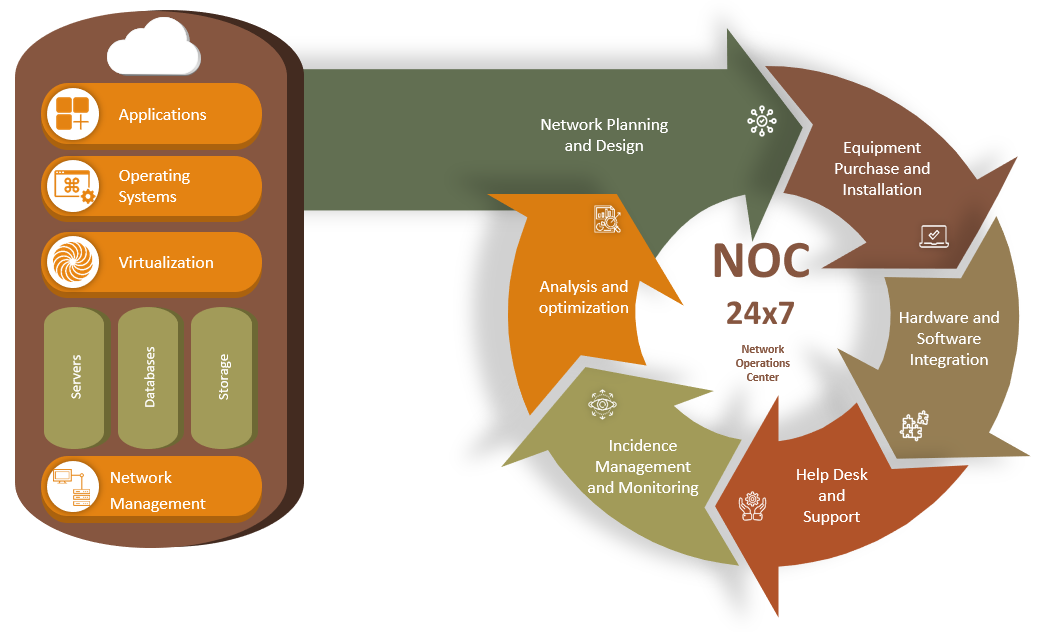 Applications
Operating
Systems
Virtualization
Servers
Databases
Storage
Network
Management
Network Planning
and Design
Equipment
Purchase and
Installation
Hardware and
Software
Integration
Help Desk
and
Support
Incidence
Management
and Monitoring
Analysis and
optimization
NOC
24x7
Network
Operations
Center